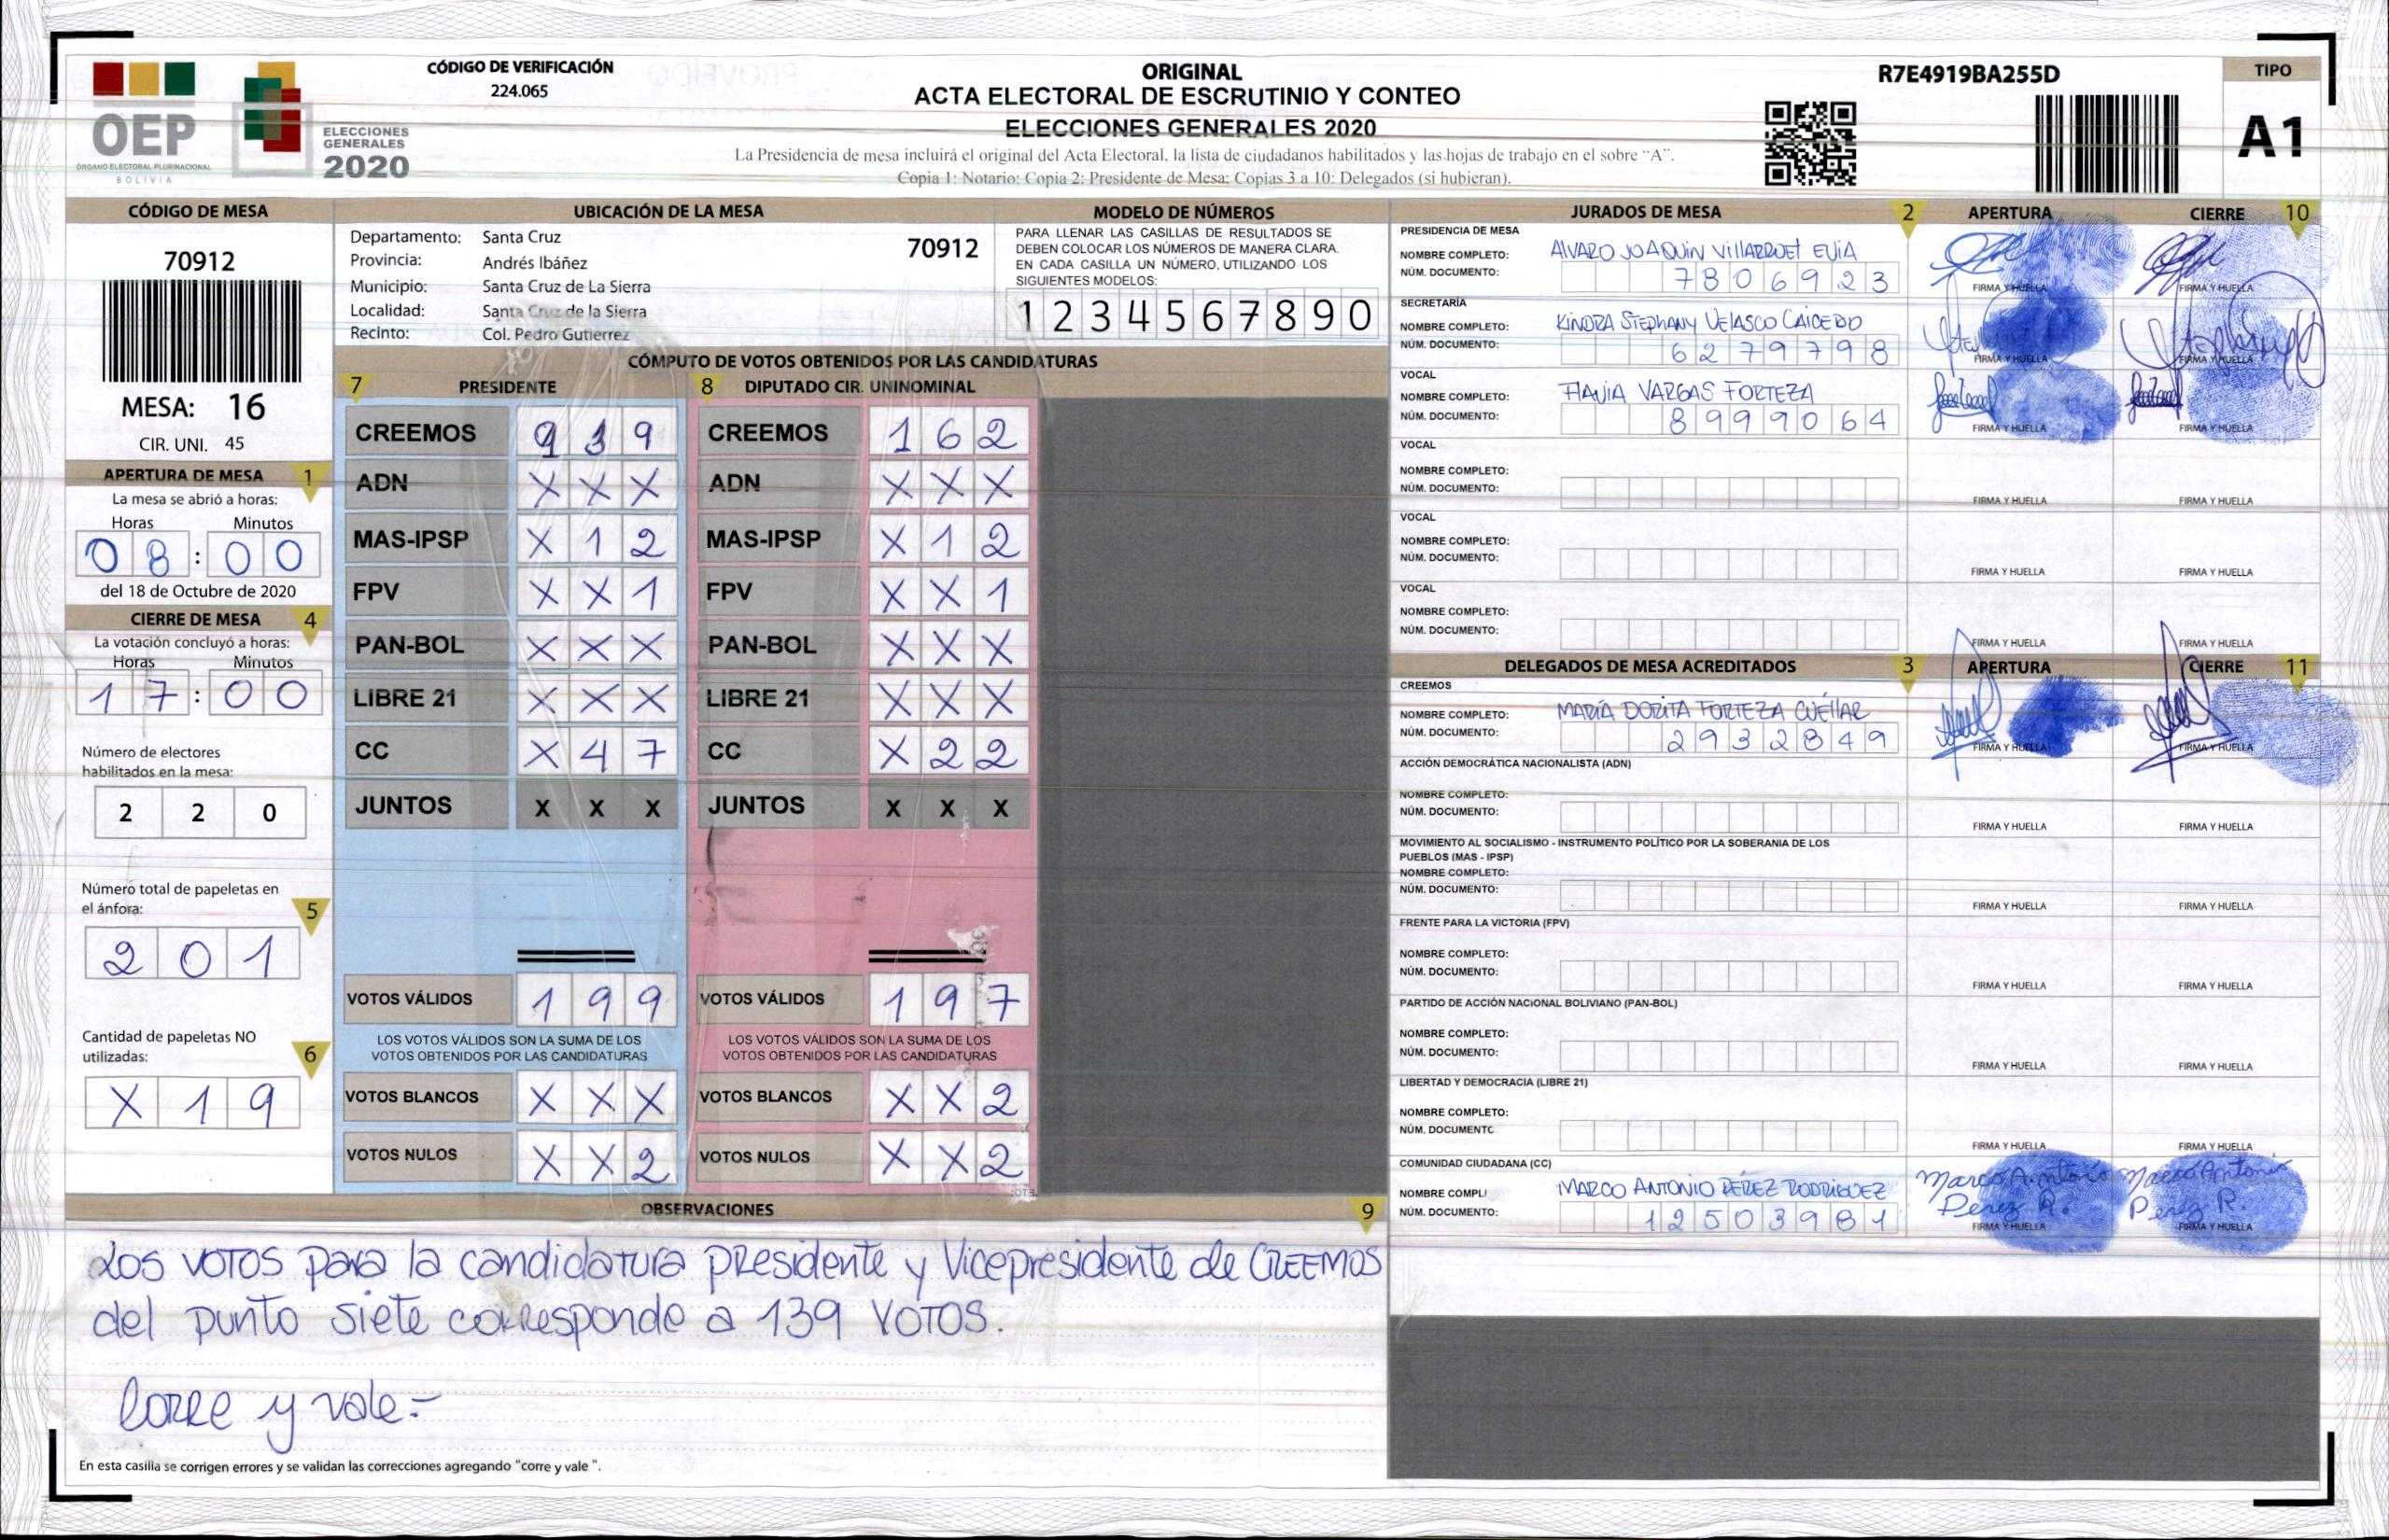 OEP
ÓRGANO ELECTORAL PLURINACIONAL
BOLIVIA
ELECCIONES
GENERALES
2020
CÓDIGO DE VERIFICACIÓN
224.065
ORIGINAL
ACTA ELECTORAL DE ESCRUTINIO Y CONTEO
ELECCIONES GENERALES 2020
La Presidencia de mesa incluirá el original del Acta Electoral, la lista de ciudadanos habilitados y las hojas de trabajo en el sobre "A".
Copia 1: Notario; Copia 2: Presidente de Mesa; Copias 3 a 10: Delegados (si hubieran).
R7E4919BA255D
TIPO
A1
CÓDIGO DE MESA
70912
MESA: 16
CIR. UNI. 45
APERTURA DE MESA 1
La mesa se abrió a horas:
Horas Minutos
08:00
del 18 de Octubre de 2020
CIERRE DE MESA 4
La votación concluyó a horas:
Horas Minutos
17:00
Número de electores
habilitados en la mesa:
2 2 0
Número total de papeletas en
el ánfora: 5
2 0 1
Cantidad de papeletas NO
utilizadas: 6
X 1 9
UBICACIÓN DE LA MESA
Departamento: Santa Cruz 70912
Provincia: Andrés Ibáñez
Municipio: Santa Cruz de La Sierra
Localidad: Santa Cruz de la Sierra
Recinto: Col. Pedro Gutierrez
MODELO DE NÚMEROS
PARA LLENAR LAS CASILLAS DE RESULTADOS SE
DEBEN COLOCAR LOS NÚMEROS DE MANERA CLARA.
EN CADA CASILLA UN NÚMERO, UTILIZANDO LOS
SIGUIENTES MODELOS:
1 2 3 4 5 6 7 8 9 0
CÓMPUTO DE VOTOS OBTENIDOS POR LAS CANDIDATURAS
7 PRESIDENTE 8 DIPUTADO CIR. UNINOMINAL
CREEMOS 9 3 9 CREEMOS 1 6 2
ADN X X X ADN X X X
MAS-IPSP X 1 2 MAS-IPSP X 1 2
FPV X X 1 FPV X X 1
PAN-BOL X X X PAN-BOL X X X
LIBRE 21 X X X LIBRE 21 X X X
CC X 4 7 CC X 2 2
JUNTOS X X X JUNTOS X X X
VOTOS VÁLIDOS 1 9 9 VOTOS VÁLIDOS 1 9 7
LOS VOTOS VÁLIDOS SON LA SUMA DE LOS LOS VOTOS VÁLIDOS SON LA SUMA DE LOS
VOTOS OBTENIDOS POR LAS CANDIDATURAS VOTOS OBTENIDOS POR LAS CANDIDATURAS
VOTOS BLANCOS X X X VOTOS BLANCOS X X 2
VOTOS NULOS X X 2 VOTOS NULOS X X 2
OBSERVACIONES 9
Los votos para la candidatura presidente y Vicepresidente de CREEMOS
del punto siete corresponde a 139 VOTOS.
Corre y vale.-
En esta casilla se corrigen errores y se validan las correcciones agregando "corre y vale ".
JURADOS DE MESA 2 APERTURA CIERRE 10
PRESIDENCIA DE MESA
NOMBRE COMPLETO: ALVARO JOAQUIN
NÚM. DOCUMENTO: 7806923 FIRMA Y HUELLA FIRMA Y HUELLA
SECRETARÍA
NOMBRE COMPLETO: KINDRA STEPHANY VELASCO CAICEDO
NÚM. DOCUMENTO: 6279798 FIRMA Y HUELLA FIRMA Y HUELLA
VOCAL
NOMBRE COMPLETO: FLAVIA VARGAS FORTEZA
NÚM. DOCUMENTO: 8999064 FIRMA Y HUELLA FIRMA Y HUELLA
VOCAL
NOMBRE COMPLETO:
NÚM. DOCUMENTO: FIRMA Y HUELLA FIRMA Y HUELLA
VOCAL
NOMBRE COMPLETO:
NÚM. DOCUMENTO: FIRMA Y HUELLA FIRMA Y HUELLA
VOCAL
NOMBRE COMPLETO:
NÚM. DOCUMENTO: FIRMA Y HUELLA FIRMA Y HUELLA
DELEGADOS DE MESA ACREDITADOS 3 APERTURA CIERRE 11
CREEMOS
NOMBRE COMPLETO: MARÍA DORITA FORTEZA CUÉLLAR
NÚM. DOCUMENTO: 2932849 FIRMA Y HUELLA FIRMA Y HUELLA
ACCIÓN DEMOCRÁTICA NACIONALISTA (ADN)
NOMBRE COMPLETO:
NÚM. DOCUMENTO: FIRMA Y HUELLA FIRMA Y HUELLA
MOVIMIENTO AL SOCIALISMO - INSTRUMENTO POLÍTICO POR LA SOBERANIA DE LOS
PUEBLOS (MAS - IPSP)
NOMBRE COMPLETO:
NÚM. DOCUMENTO: FIRMA Y HUELLA FIRMA Y HUELLA
FRENTE PARA LA VICTORIA (FPV)
NOMBRE COMPLETO:
NÚM. DOCUMENTO: FIRMA Y HUELLA FIRMA Y HUELLA
PARTIDO DE ACCIÓN NACIONAL BOLIVIANO (PAN-BOL)
NOMBRE COMPLETO:
NÚM. DOCUMENTO: FIRMA Y HUELLA FIRMA Y HUELLA
LIBERTAD Y DEMOCRACIA (LIBRE 21)
NOMBRE COMPLETO:
NÚM. DOCUMENTO FIRMA Y HUELLA FIRMA Y HUELLA
COMUNIDAD CIUDADANA (CC)
NOMBRE COMPL MARCO ANTONIO PÉREZ RODRÍGUEZ Marco Antonio Marco Antonio
NÚM. DOCUMENTO: 12503981 Perez R. Perez R.
FIRMA Y HUELLA FIRMA Y HUELLA